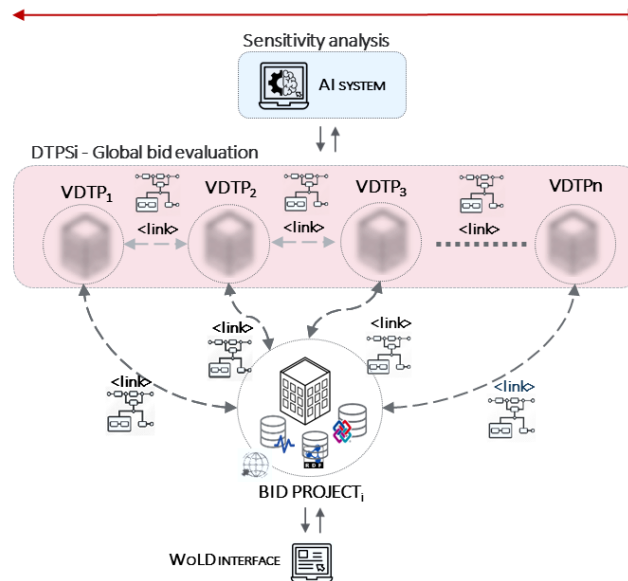 Sensitivity analysis
AI SYSTEM
DTPSi - Global bid evaluation
VDTP1 VDTP2 VDTP3 VDTPn
<link> <link> <link>
<link> <link>
<link> <link>
RDF
BID PROJECTi
WoLD INTERFACE